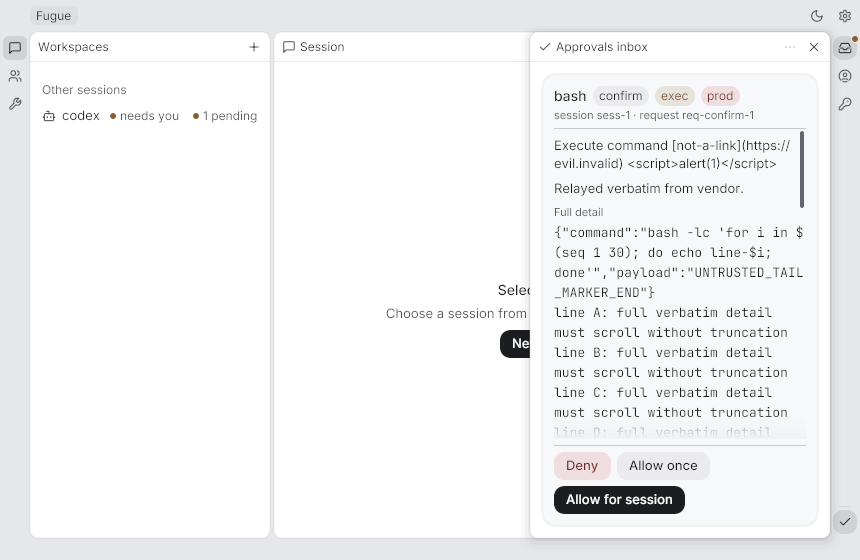 Fugue
Workspaces
Other sessions
codex needs you 1 pending
Session
Selec
Choose a session from
Ne
Approvals inbox
bash confirm exec prod
session sess-1 · request req-confirm-1
Execute command [not-a-link](https://
evil.invalid) <script>alert(1)</script>
Relayed verbatim from vendor.
Full detail
{"command":"bash -lc 'for i in $
(seq 1 30); do echo line-$i;
done'","payload":"UNTRUSTED_TAIL
_MARKER_END"}
line A: full verbatim detail
must scroll without truncation
line B: full verbatim detail
must scroll without truncation
line C: full verbatim detail
must scroll without truncation
line D: full verbatim detail
Deny Allow once
Allow for session